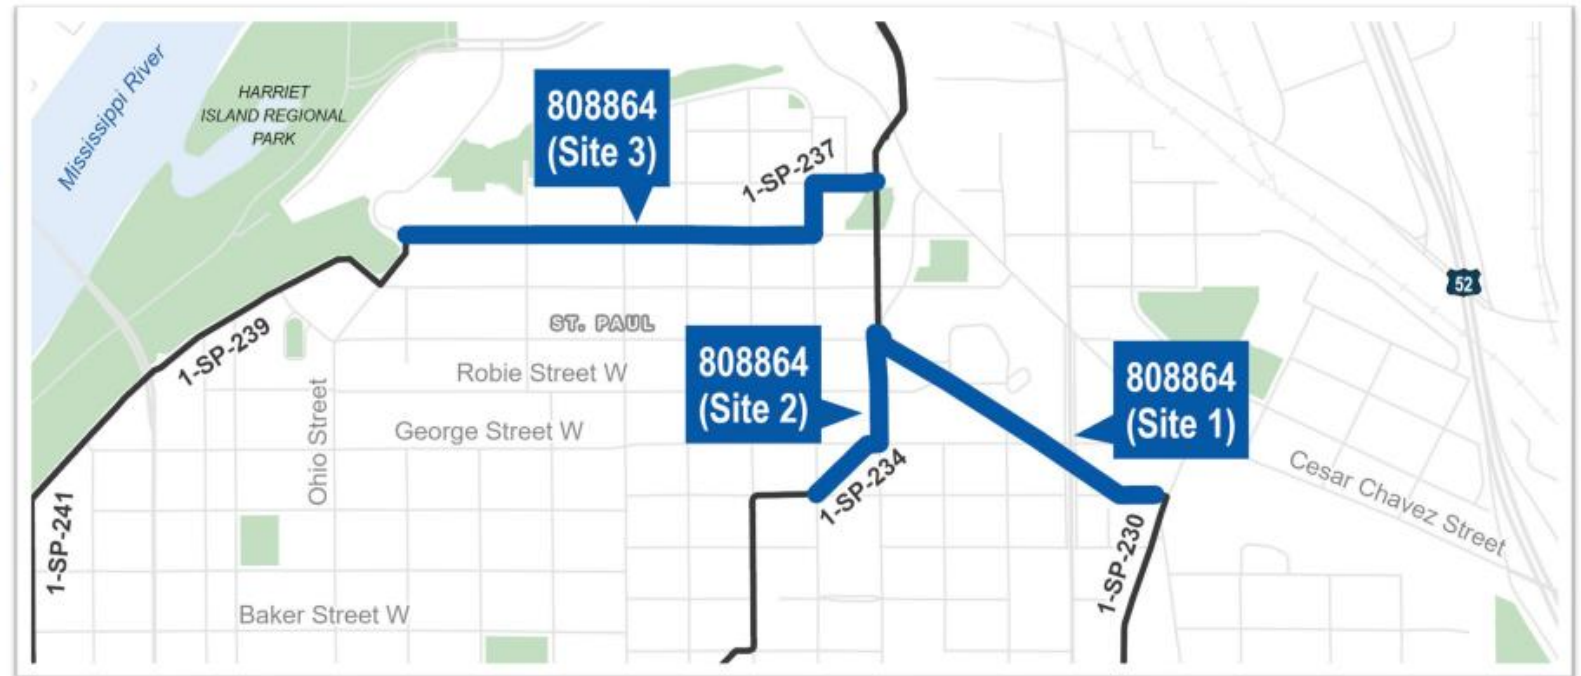 Mississippi River
HARRIET
ISLAND REGIONAL
PARK
808864
(Site 3)
1-SP-237
52
1-SP-239
ST. PAUL
Robie Street W
808864
(Site 2)
808864
(Site 1)
Ohio Street
George Street W
1-SP-234
Cesar Chavez Street
1-SP-241
1-SP-230
Baker Street W